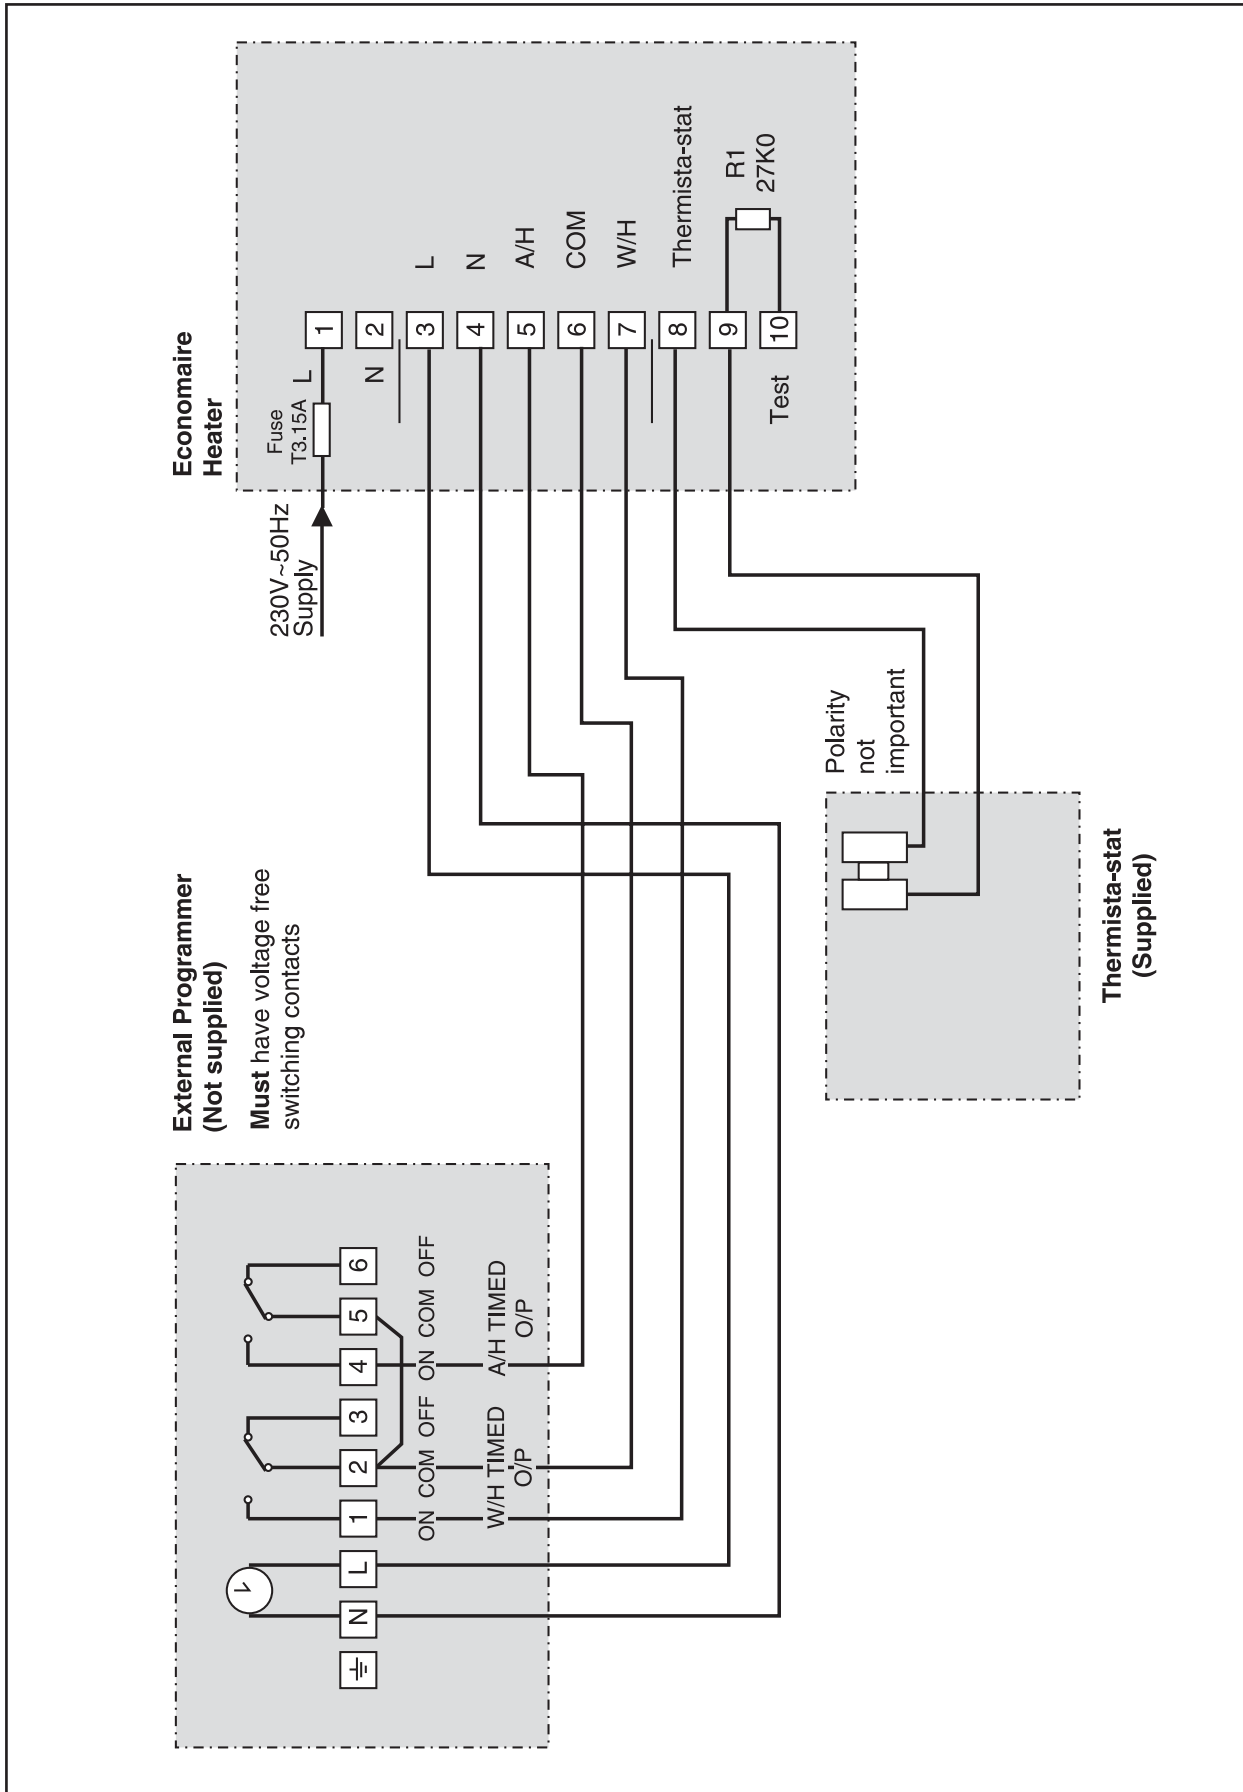 External Programmer
(Not supplied)
Must have voltage free
switching contacts
N
L
1
2
3
4
5
6
ON COM OFF
ON COM OFF
W/H TIMED
O/P
A/H TIMED
O/P
230V~50Hz
Supply
Economaire
Heater
Fuse
T3.15A
L
N
1
2
3
4
5
6
7
8
9
10
L
N
A/H
COM
W/H
Thermista-stat
Test
R1
27K0
Polarity
not
important
Thermista-stat
(Supplied)